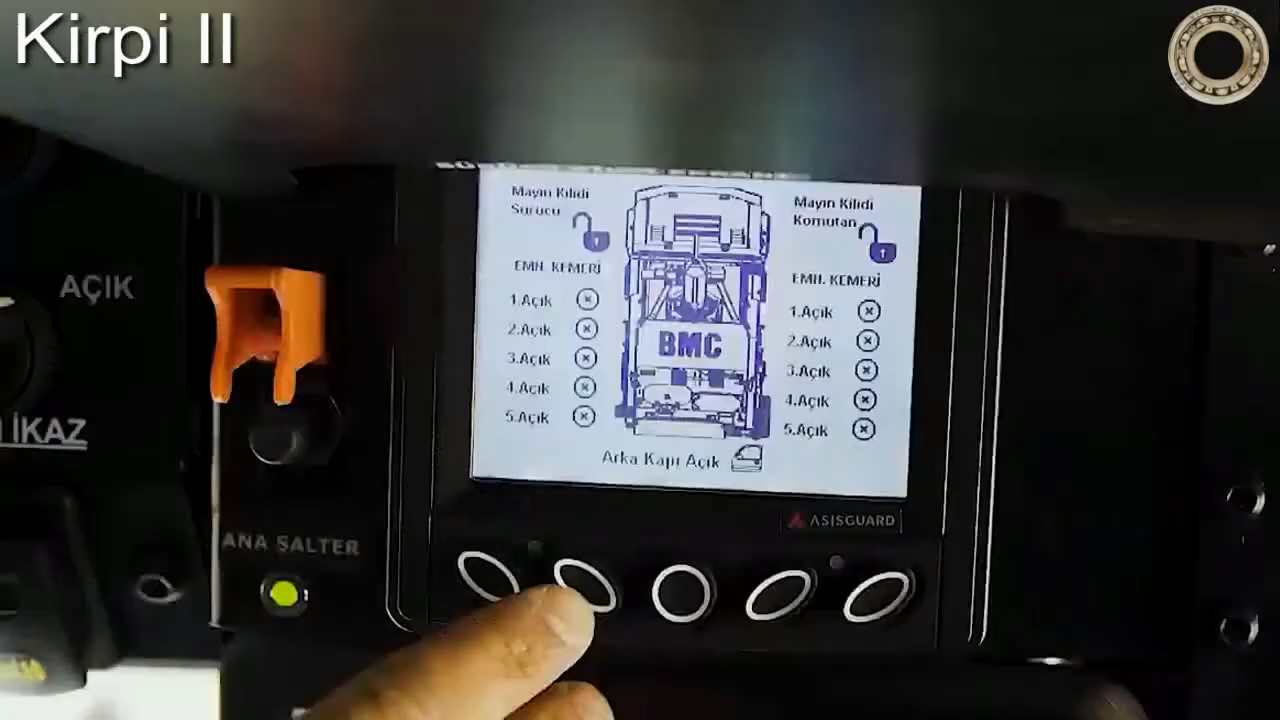 Kirpi II
AÇIK
İKAZ
ANA ŞALTER
Mayın Kilidi
Sürücü
EMN. KEMERİ
1.Açık
2.Açık
3.Açık
4.Açık
5.Açık
BMC
Mayın Kilidi
Komutan
EMN. KEMERİ
1.Açık
2.Açık
3.Açık
4.Açık
5.Açık
Arka Kapı Açık
ASISGUARD